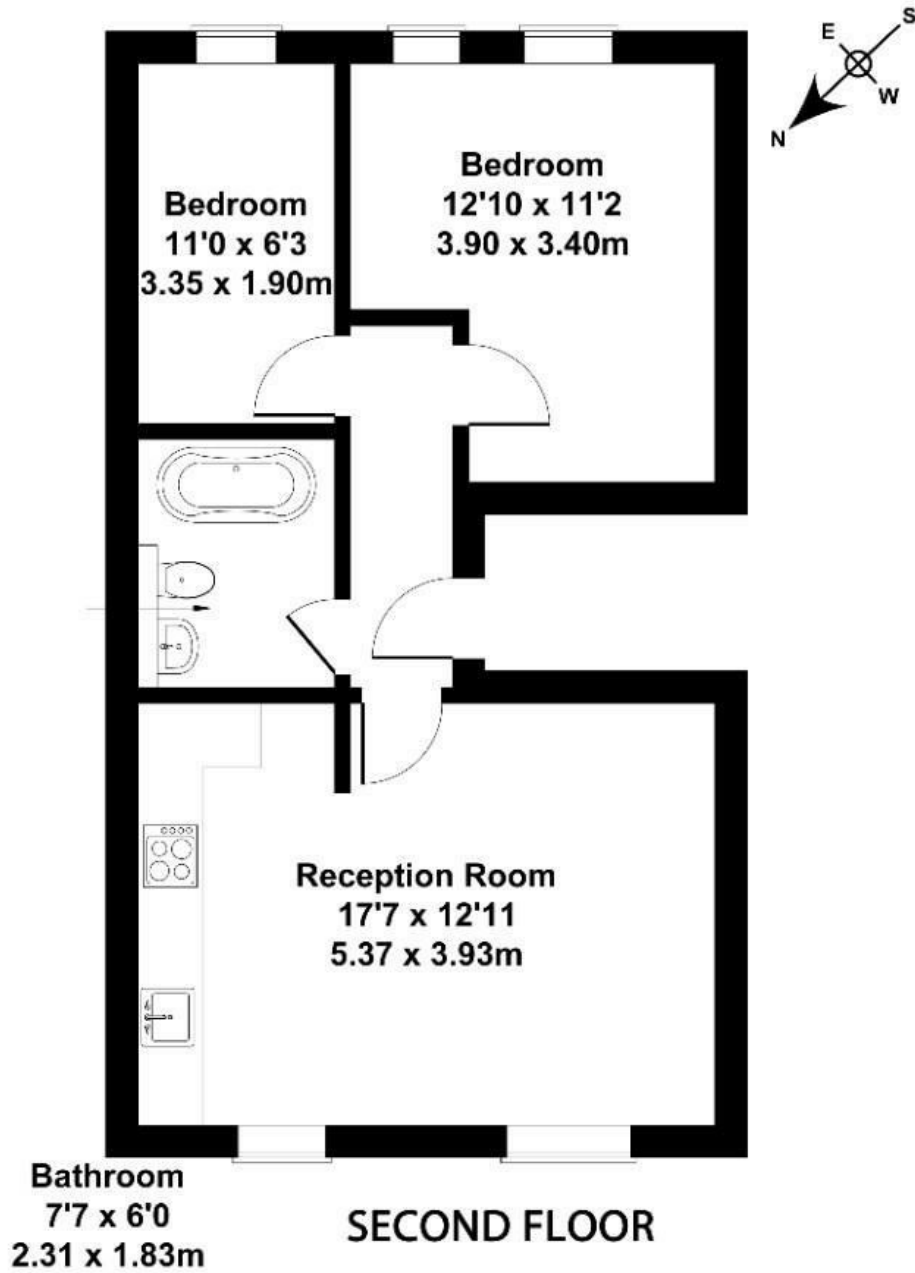 S
E
W
N
Bedroom
12'10 x 11'2
3.90 x 3.40m
Bedroom
11'0 x 6'3
3.35 x 1.90m
Reception Room
17'7 x 12'11
5.37 x 3.93m
Bathroom
7'7 x 6'0
2.31 x 1.83m
SECOND FLOOR